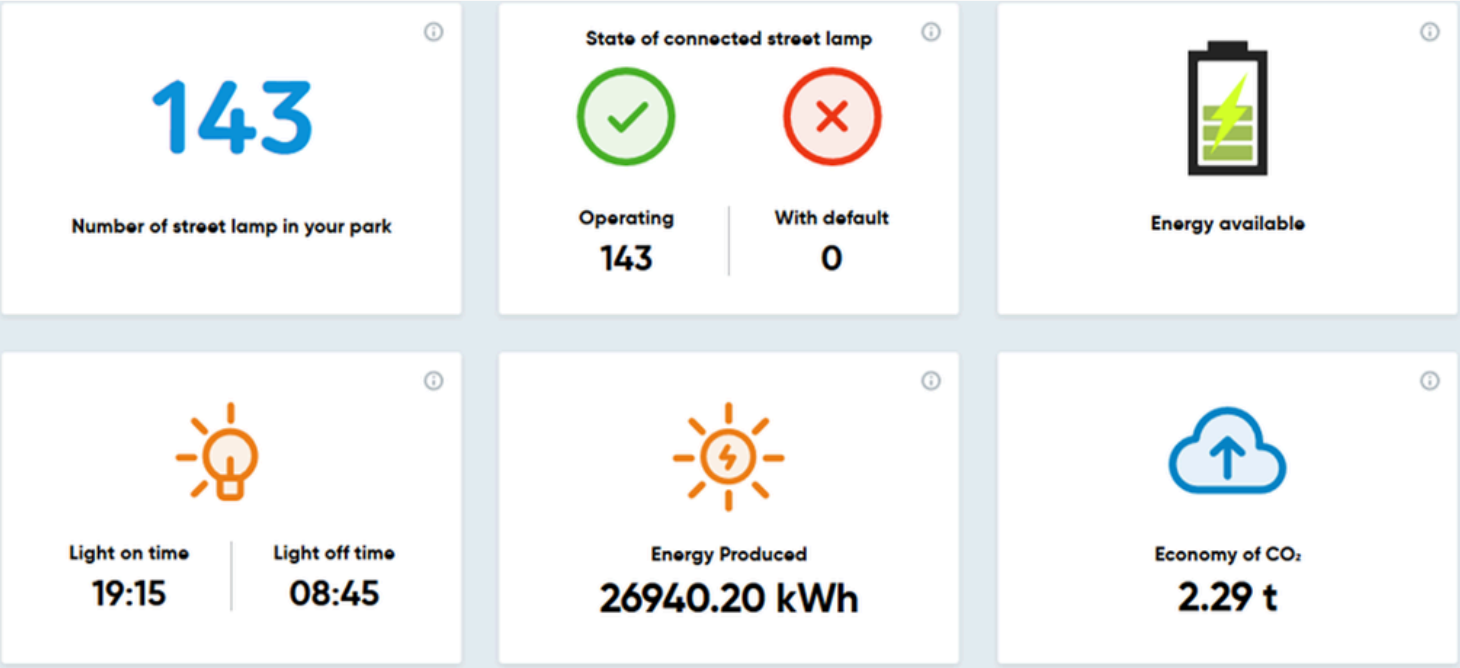 143
Number of street lamp in your park
State of connected street lamp
Operating
143
With default
0
Energy available
Light on time
19:15
Light off time
08:45
Energy Produced
26940.20 kWh
Economy of CO₂
2.29 t